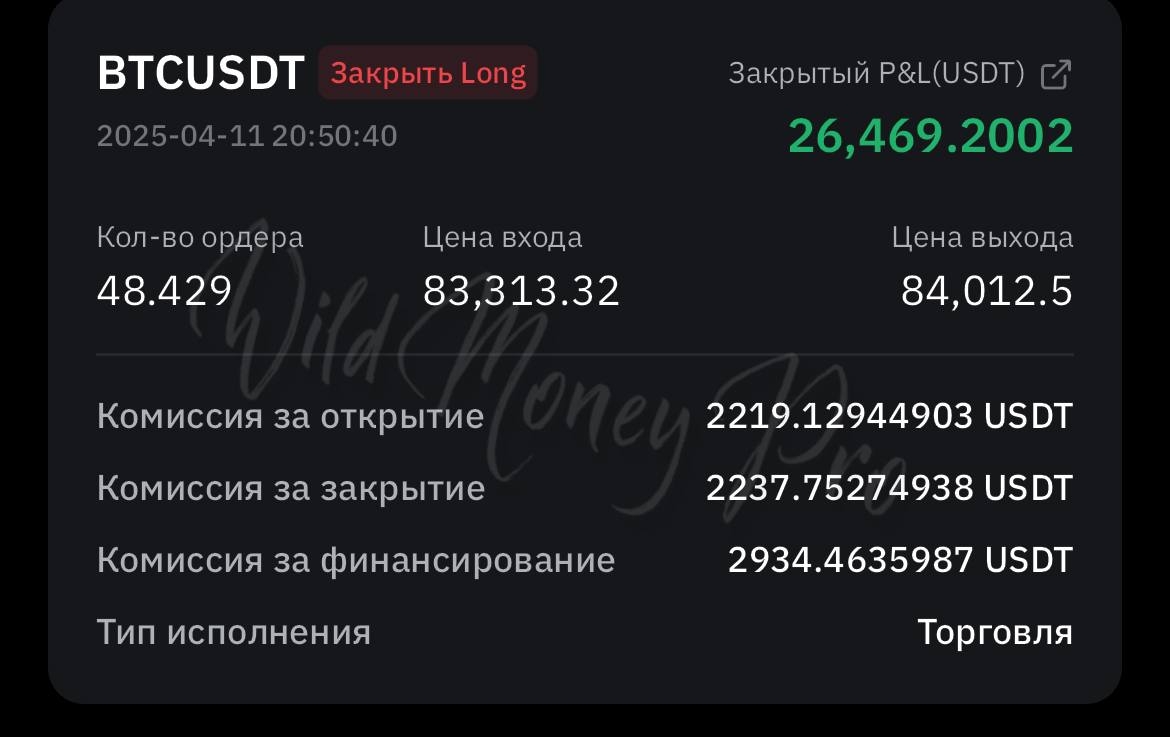 BTCUSDT Закрыть Long Закрытый P&L(USDT)
2025-04-11 20:50:40 26,469.2002
Кол-во ордера Цена входа Цена выхода
48.429 83,313.32 84,012.5
Wild Money Pro
Комиссия за открытие 2219.12944903 USDT
Комиссия за закрытие 2237.75274938 USDT
Комиссия за финансирование 2934.4635987 USDT
Тип исполнения Торговля